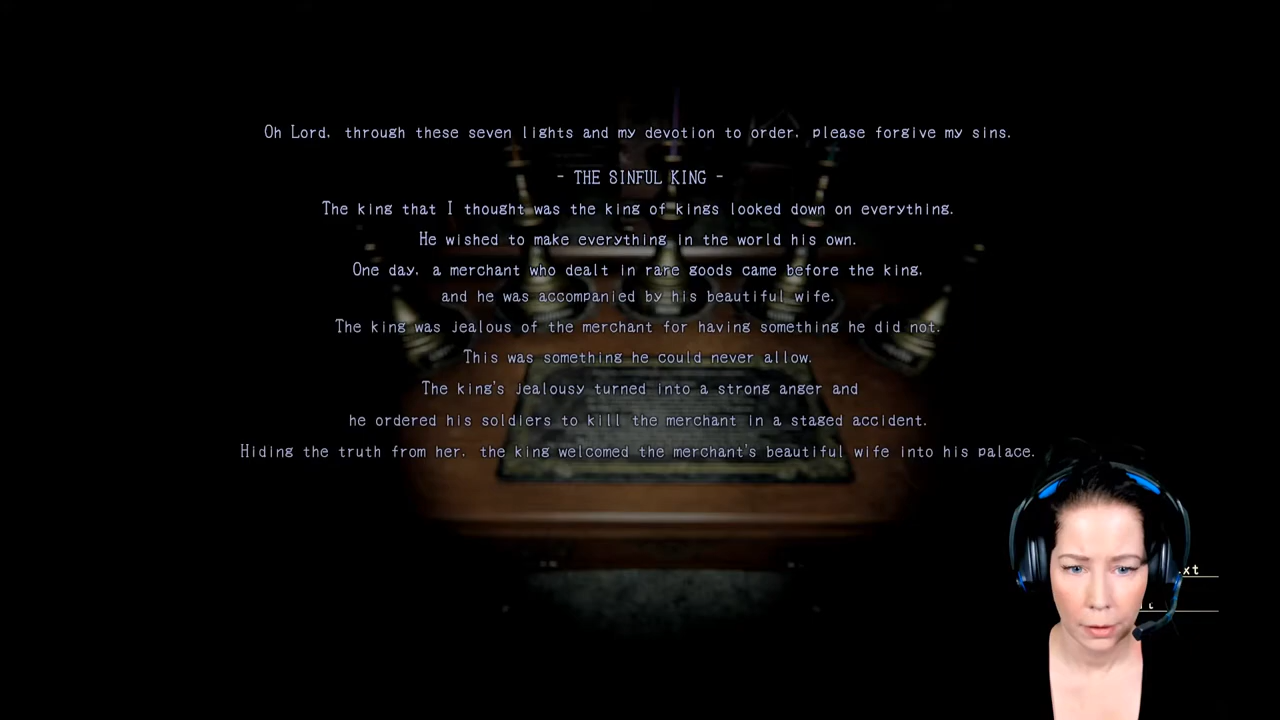 Oh Lord, through these seven lights and my devotion to order, please forgive my sins.
- THE SINFUL KING -
The king that I thought was the king of kings looked down on everything.
He wished to make everything in the world his own.
One day, a merchant who dealt in rare goods came before the king,
and he was accompanied by his beautiful wife.
The king was jealous of the merchant for having something he did not.
This was something he could never allow.
The king's jealousy turned into a strong anger and
he ordered his soldiers to kill the merchant in a staged accident.
Hiding the truth from her, the king welcomed the merchant's beautiful wife into his palace.